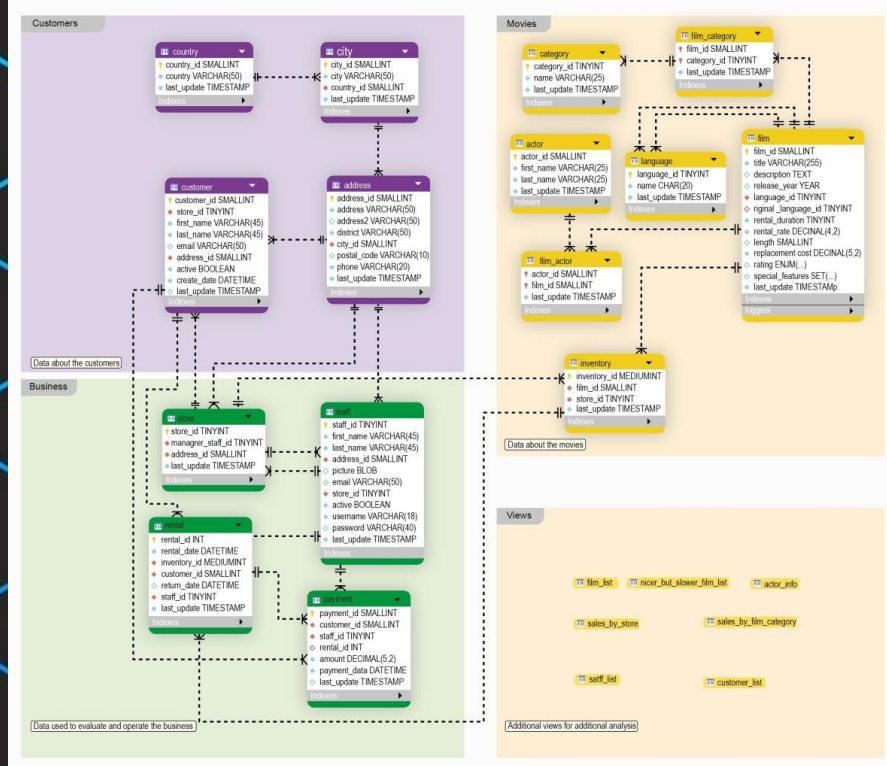 Customers
country
country_id SMALLINT
country VARCHAR(50)
last_update TIMESTAMP
Indexes
city
city_id SMALLINT
city VARCHAR(50)
country_id SMALLINT
last_update TIMESTAMP
Indexes
customer
customer_id SMALLINT
store_id TINYINT
first_name VARCHAR(45)
last_name VARCHAR(45)
email VARCHAR(50)
address_id SMALLINT
active BOOLEAN
create_date DATETIME
last_update TIMESTAMP
Indexes
address
address_id SMALLINT
address VARCHAR(50)
address2 VARCHAR(50)
district VARCHAR(50)
city_id SMALLINT
postal_code VARCHAR(10)
phone VARCHAR(20)
last_update TIMESTAMP
Indexes
Data about the customers
Business
store
store_id TINYINT
managrer_staff_id TINYINT
address_id SMALLINT
last_update TIMESTAMP
Indexes
staff
staff_id TINYINT
first_name VARCHAR(45)
last_name VARCHAR(45)
address_id SMALLINT
picture BLOB
email VARCHAR(50)
store_id TINYINT
active BOOLEAN
username VARCHAR(18)
password VARCHAR(40)
last_update TIMESTAMP
Indexes
rental
rental_id INT
rental_date DATETIME
inventory_id MEDIUMINT
customer_id SMALLINT
return_date DATETIME
staff_id TINYINT
last_update TIMESTAMP
Indexes
payment
payment_id SMALLINT
customer_id SMALLINT
staff_id TINYINT
rental_id INT
amount DECIMAL(5,2)
payment_data DATETIME
last_update TIMESTAMP
Indexes
Data used to evaluate and operate the business
Movies
category
category_id TINYINT
name VARCHAR(25)
last_update TIMESTAMP
Indexes
film_category
film_id SMALLINT
category_id TINYINT
last_update TIMESTAMP
Indexes
actor
actor_id SMALLINT
first_name VARCHAR(25)
last_name VARCHAR(25)
last_update TIMESTAMP
Indexes
language
language_id TINYINT
name CHAR(20)
last_update TIMESTAMP
Indexes
film
film_id SMALLINT
title VARCHAR(255)
description TEXT
release_year YEAR
language_id TINYINT
riginal _language_id TINYINT
rental_duration TINYINT
rental_rate DECINAL(4,2)
length SMALLINT
replacement cost DECINAL(5,2)
rating ENJM(...)
special_features SET(...)
last_update TIMESTAMp
Indexes
triggers
film_actor
actor_id SMALLINT
film_id SMALLINT
last_update TIMESTAMP
Indexes
inventory
inventory_id MEDIUMINT
film_id SMALLINT
store_id TINYINT
last_update TIMESTAMP
Indexes
Data about the movies
Views
film_list
nicer_but_slower_film_list
actor_info
sales_by_store
sales_by_film_category
satff_list
customer_list
Additional views for additional analysis